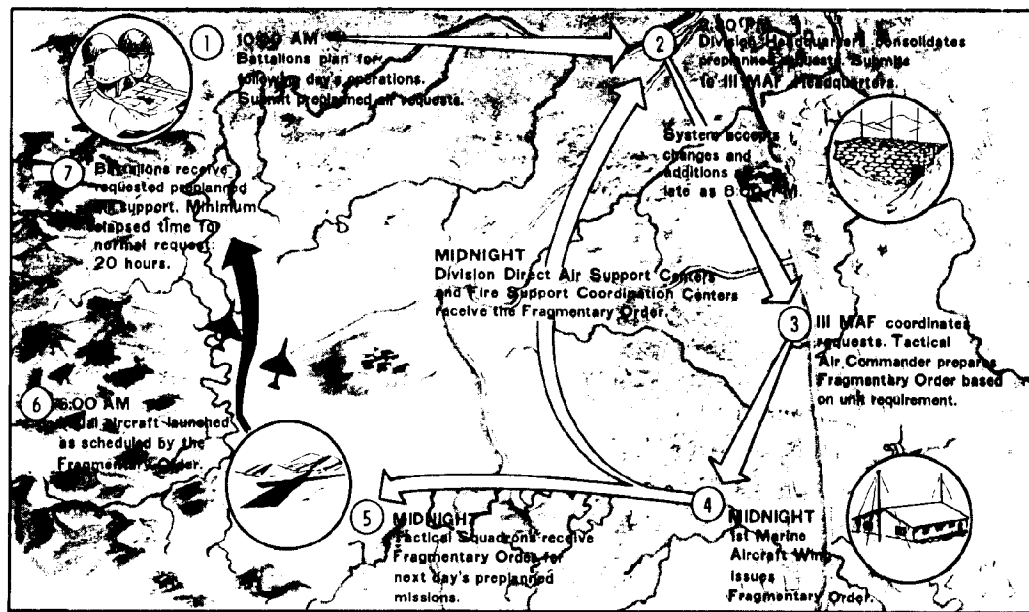 1
10:00 AM
Battalions plan for
following day's operations.
Submit preplanned air requests.
2
PM
Division Headquarters consolidates
preplanned requests. Submits
to III MAF Headquarters.
System accepts
changes and
additions as
late as 6:00 P.M.
3
III MAF coordinates
requests. Tactical
Air Commander prepares
Fragmentary Order based
on unit requirement.
MIDNIGHT
Division Direct Air Support Centers
and Fire Support Coordination Centers
receive the Fragmentary Order.
4
MIDNIGHT
1st Marine
Aircraft Wing
issues
Fragmentary Order.
5
MIDNIGHT
Tactical Squadrons receive
Fragmentary Order for
next day's preplanned
missions.
6
6:00 AM
Initial aircraft launched
as scheduled by the
Fragmentary Order.
7
Battalions receive
requested preplanned
air support. Minimum
elapsed time for
normal request:
20 hours.